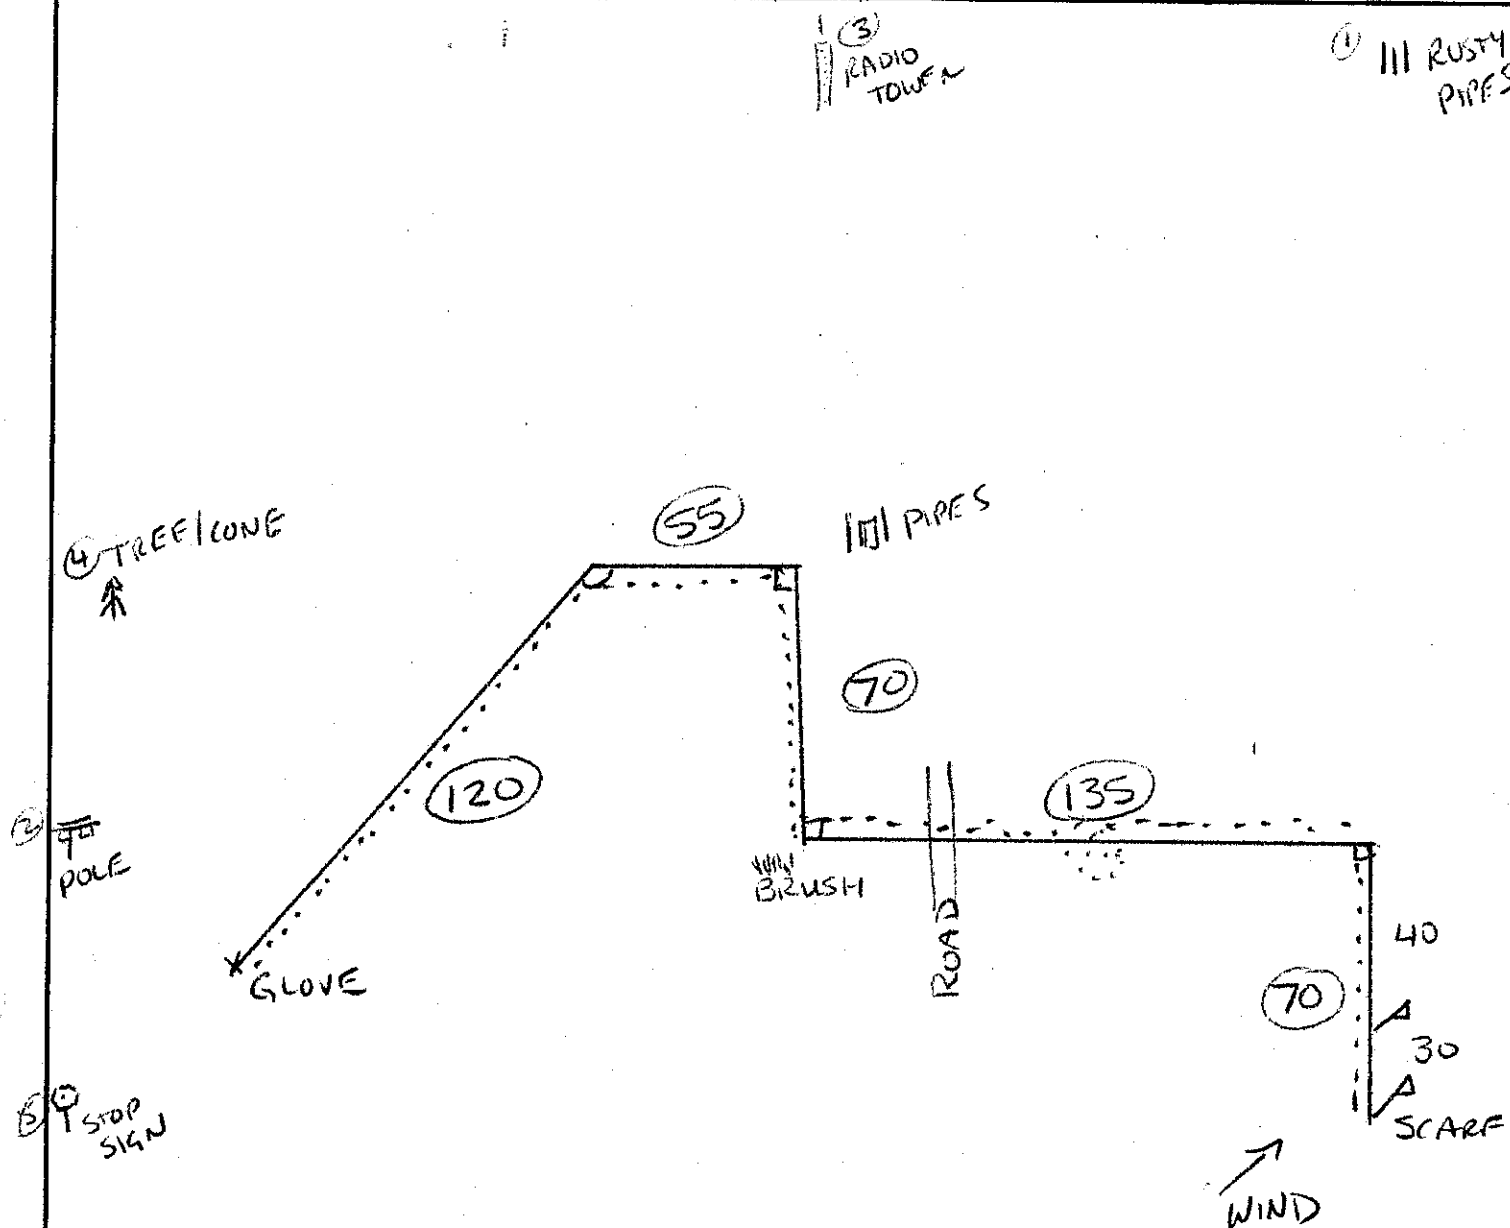 ③
RADIO
TOWER
① RUSTY
PIPES
④ TREE/CONE
55
PIPES
70
120
135
②
POLE
BRUSH
ROAD
GLOVE
40
70
30
5 STOP
SIGN
SCARF
WIND